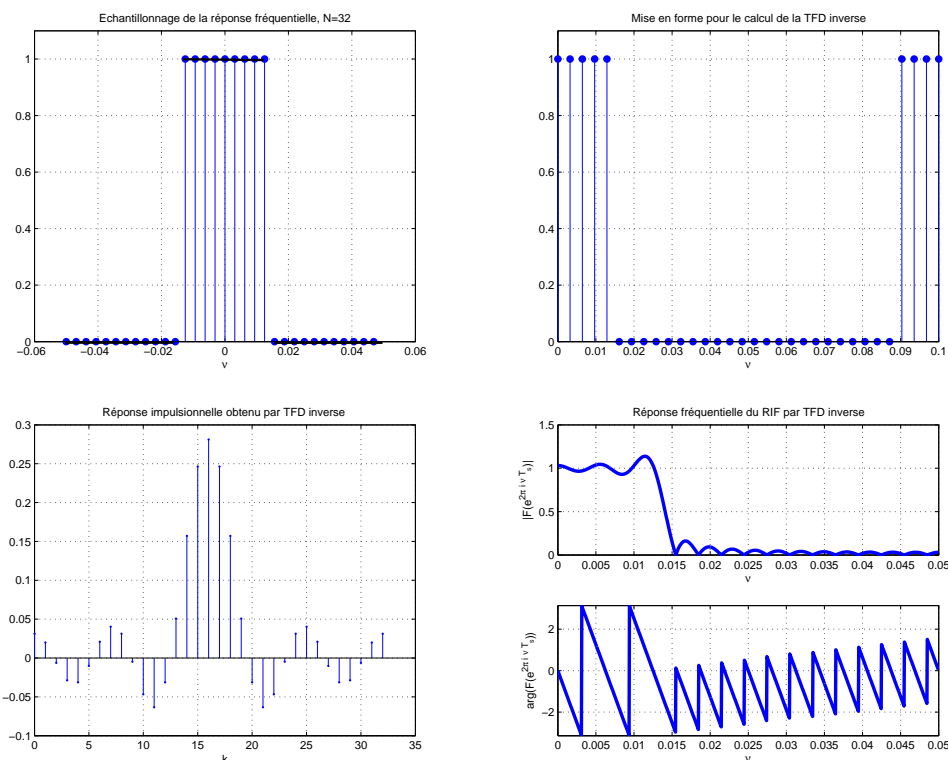 Echantillonnage de la réponse fréquentielle, N=32
1
0.8
0.6
0.4
0.2
0
−0.06 −0.04 −0.02 0 0.02 0.04 0.06
ν
Mise en forme pour le calcul de la TFD inverse
1
0.8
0.6
0.4
0.2
0
0 0.01 0.02 0.03 0.04 0.05 0.06 0.07 0.08 0.09 0.1
ν
Réponse impulsionnelle obtenu par TFD inverse
0.3
0.25
0.2
0.15
0.1
0.05
0
−0.05
−0.1
0 5 10 15 20 25 30 35
k
Réponse fréquentielle du RIF par TFD inverse
|F(e^{2π i ν T_s})|
1.5
1
0.5
0
0 0.005 0.01 0.015 0.02 0.025 0.03 0.035 0.04 0.045 0.05
ν
arg(F(e^{2π i ν T_s}))
2
0
−2
0 0.005 0.01 0.015 0.02 0.025 0.03 0.035 0.04 0.045 0.05
ν